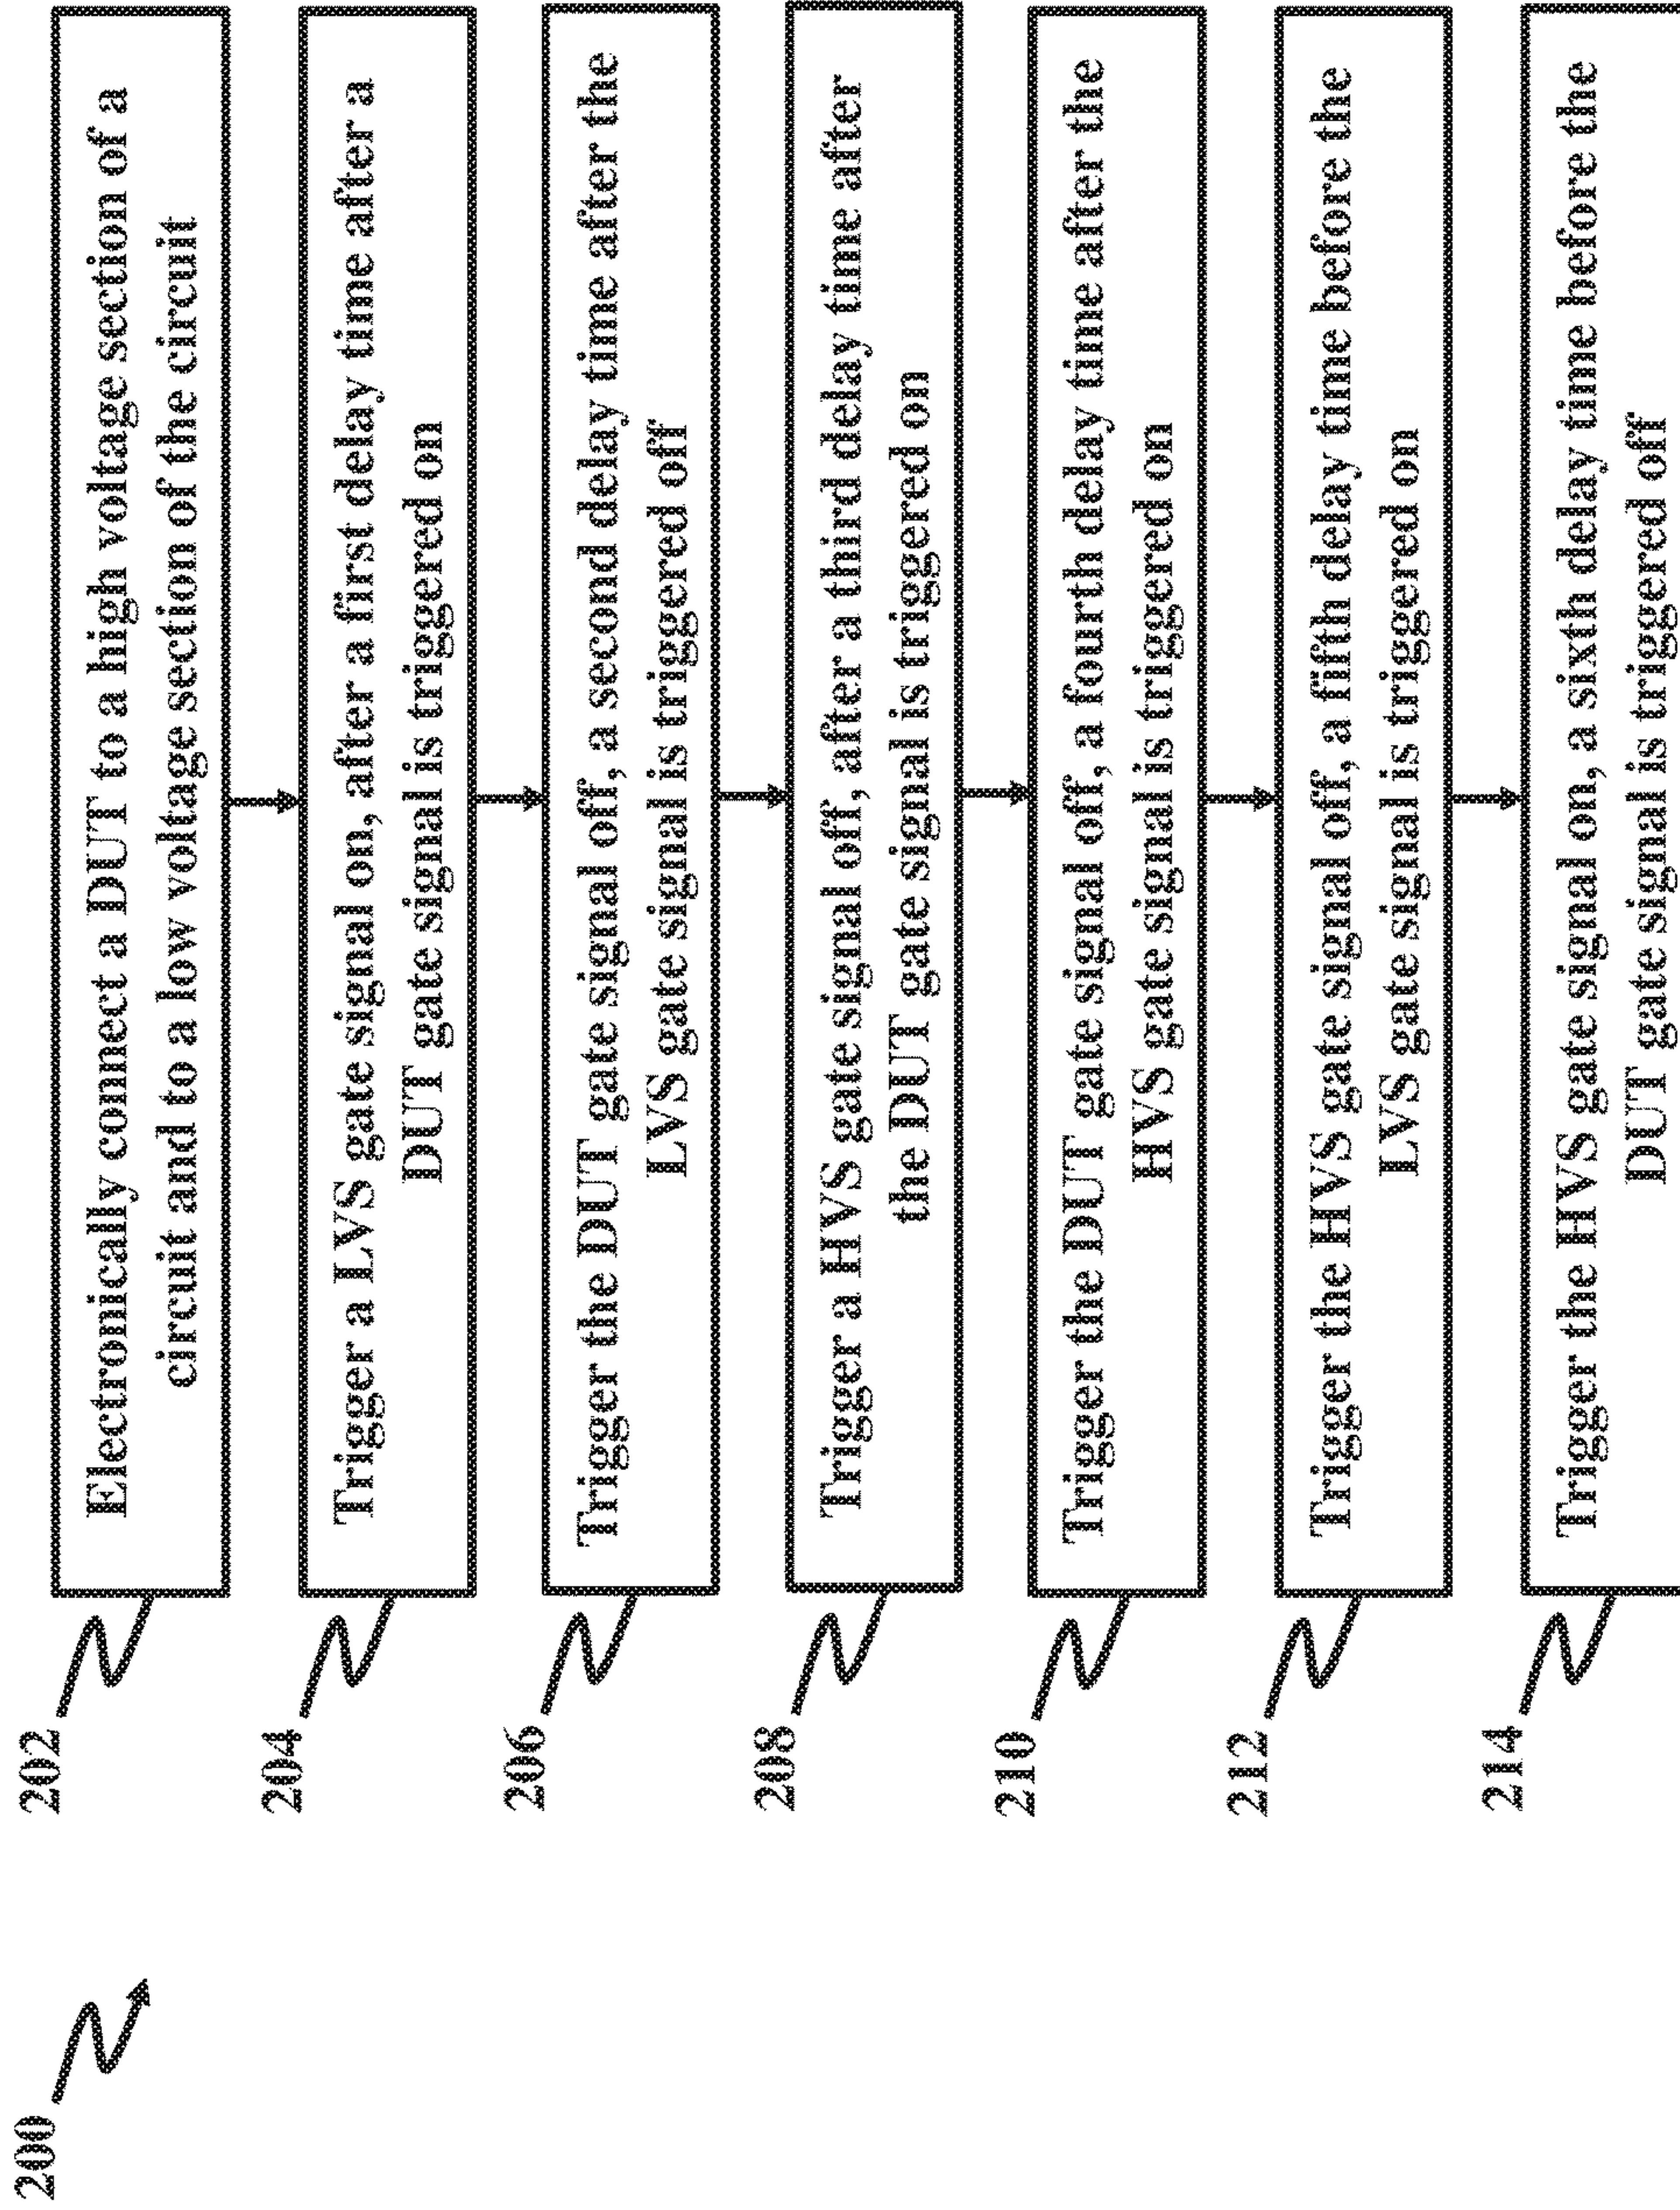 200
202
Electronically connect a DUT to a high voltage section of a
circuit and to a low voltage section of the circuit
204
Trigger a LVS gate signal on, after a first delay time after a
DUT gate signal is triggered on
206
Trigger the DUT gate signal off, a second delay time after the
LVS gate signal is triggered off
208
Trigger a HVS gate signal off, after a third delay time after
the DUT gate signal is triggered on
210
Trigger the DUT gate signal off, a fourth delay time after the
HVS gate signal is triggered on
212
Trigger the HVS gate signal off, a fifth delay time before the
LVS gate signal is triggered on
214
Trigger the HVS gate signal on, a sixth delay time before the
DUT gate signal is triggered off